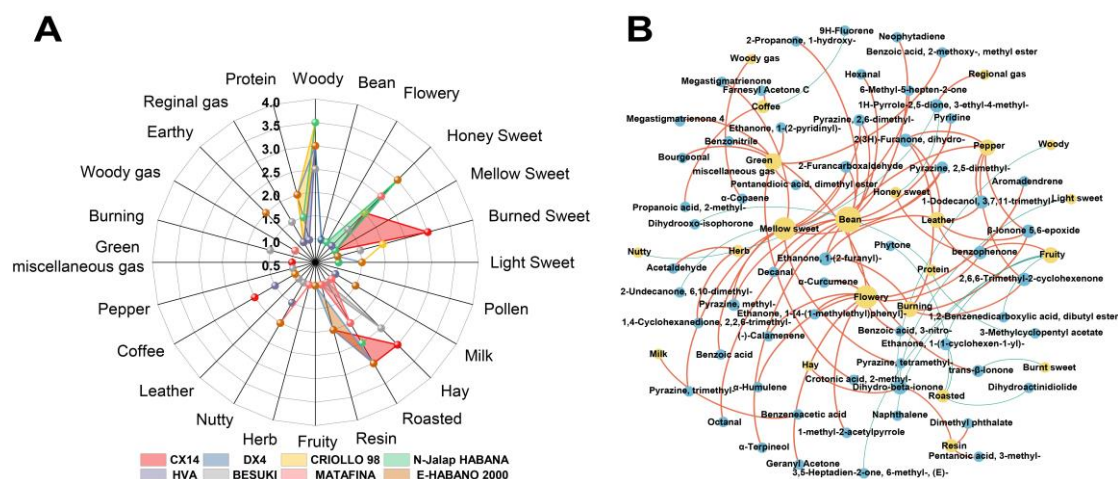 A
Woody
Bean
Flowery
Honey Sweet
Mellow Sweet
Burned Sweet
Light Sweet
Pollen
Milk
Hay
Roasted
Resin
Fruity
Herb
Nutty
Leather
Coffee
Pepper
Green
miscellaneous gas
Burning
Woody gas
Earthy
Reginal gas
Protein
4.0
3.5
3.0
2.5
2.0
1.5
1.0
0.5
CX14
DX4
CRIOLLO 98
N-Jalap HABANA
HVA
BESUKI
MATAFINA
E-HABANO 2000
B
9H-Fluorene
2-Propanone, 1-hydroxy-
Neophytadiene
Benzoic acid, 2-methoxy-, methyl ester
Woody gas
Hexanal
Regional gas
Megastigmatrienone
Farnesyl Acetone C
6-Methyl-5-hepten-2-one
Coffee
1H-Pyrrole-2,5-dione, 3-ethyl-4-methyl-
Megastigmatrienone 4
Ethanone, 1-(2-pyridinyl)-
Pyrazine, 2,6-dimethyl-
Pyridine
Benzonitrile
2(3H)-Furanone, dihydro-
Pepper
Woody
Bourgeonal
Green
miscellaneous gas
2-Furancarboxaldehyde
Pyrazine, 2,5-dimethyl-
Pentanedioic acid, dimethyl ester
Aromadendrene
Honey sweet
Light sweet
α-Copaene
1-Dodecanol, 3,7,11-trimethyl-
Propanoic acid, 2-methyl-
Dihydrooxo-isophorone
Bean
Leather
Mellow sweet
β-Ionone 5,6-epoxide
Nutty
Herb
Phytone
benzophenone
Fruity
Ethanone, 1-(2-furanyl)-
Acetaldehyde
Decanal
Protein
2,6,6-Trimethyl-2-cyclohexenone
α-Curcumene
2-Undecanone, 6,10-dimethyl-
Flowery
Pyrazine, methyl-
Burning
Ethanone, 1-[4-(1-methylethyl)phenyl]-
1,2-Benzenedicarboxylic acid, dibutyl ester
1,4-Cyclohexanedione, 2,2,6-trimethyl-
Benzoic acid, 3-nitro-
3-Methylcyclopentyl acetate
(-)-Calamenene
Ethanone, 1-(1-cyclohexen-1-yl)-
Milk
Benzoic acid
Hay
Pyrazine, tetramethyl-
trans-β-Ionone
Burnt sweet
Crotonic acid, 2-methyl-
Pyrazine, trimethyl-
α-Humulene
Dihydro-beta-ionone
Dihydroactinidiolide
Roasted
Benzeneacetic acid
Naphthalene
Dimethyl phthalate
Octanal
1-methyl-2-acetylpyrrole
Resin
α-Terpineol
Pentanoic acid, 3-methyl-
Geranyl Acetone
3,5-Heptadien-2-one, 6-methyl-, (E)-